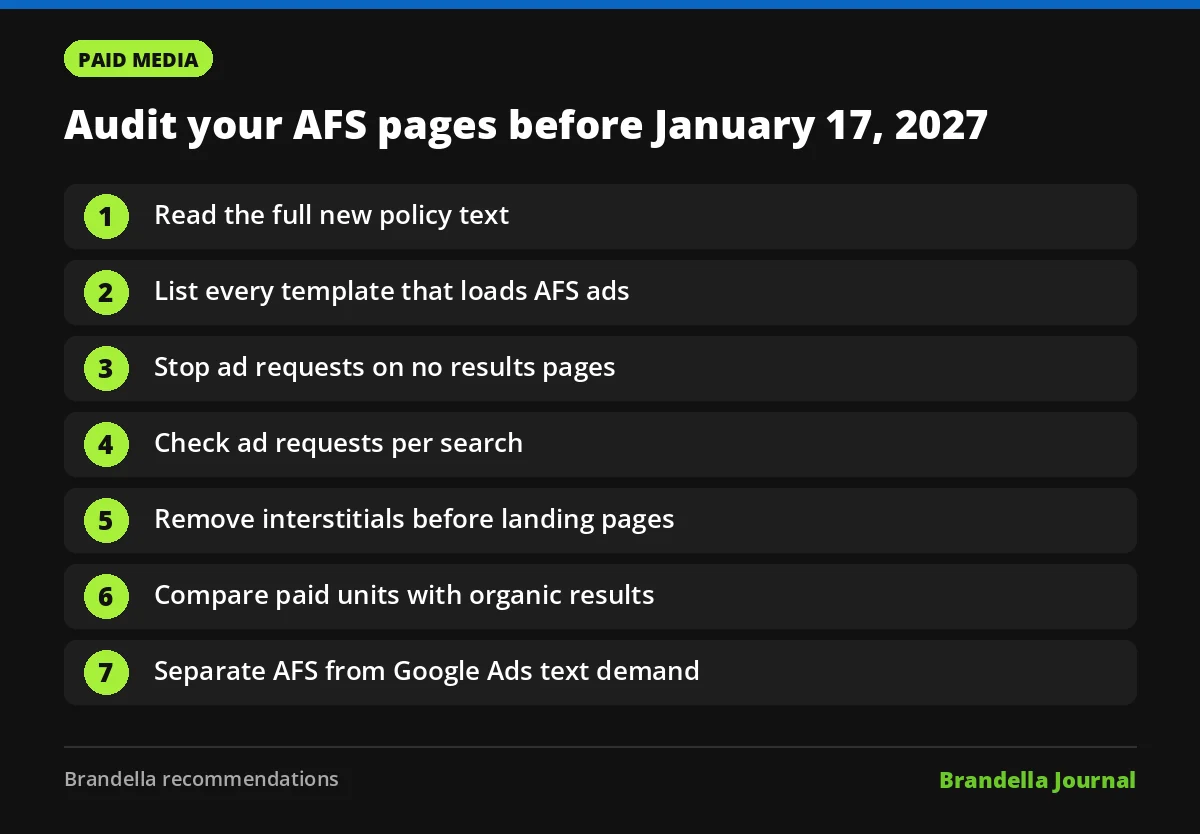 PAID MEDIA
Audit your AFS pages before January 17, 2027
1 Read the full new policy text
2 List every template that loads AFS ads
3 Stop ad requests on no results pages
4 Check ad requests per search
5 Remove interstitials before landing pages
6 Compare paid units with organic results
7 Separate AFS from Google Ads text demand
Brandella recommendations
Brandella Journal